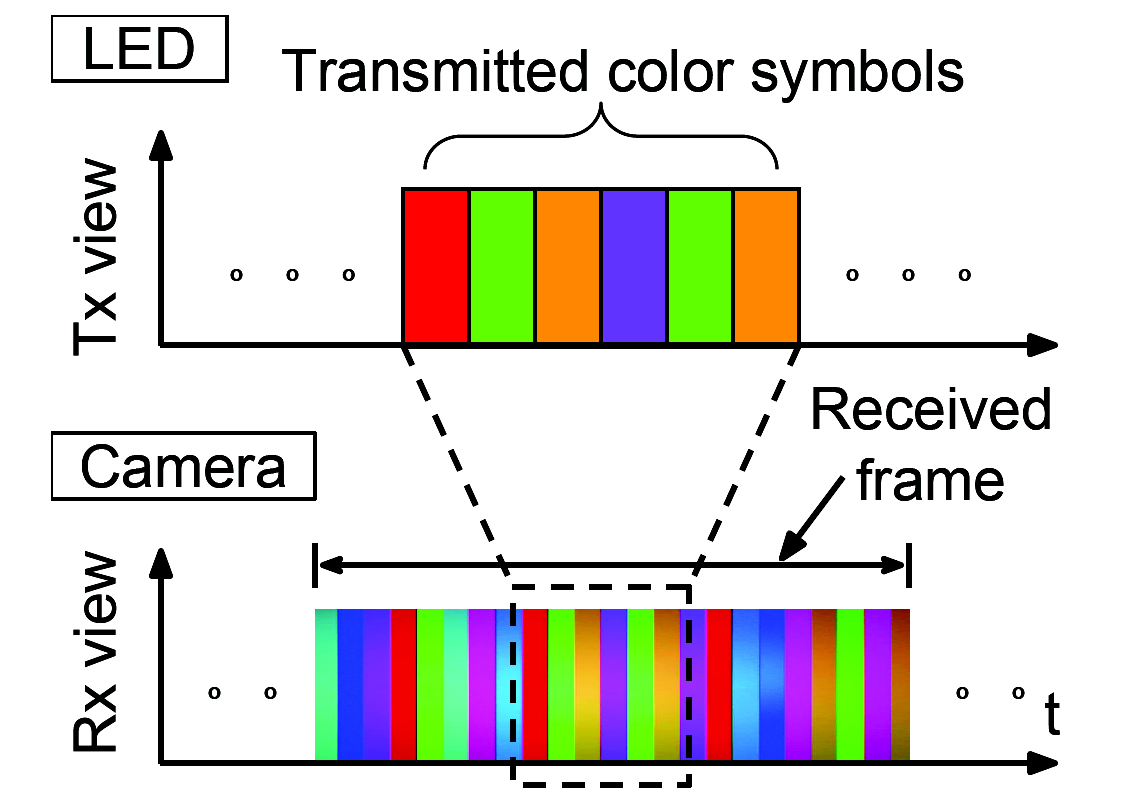 LED
Transmitted color symbols
Tx view
Received
frame
Camera
Rx view
t